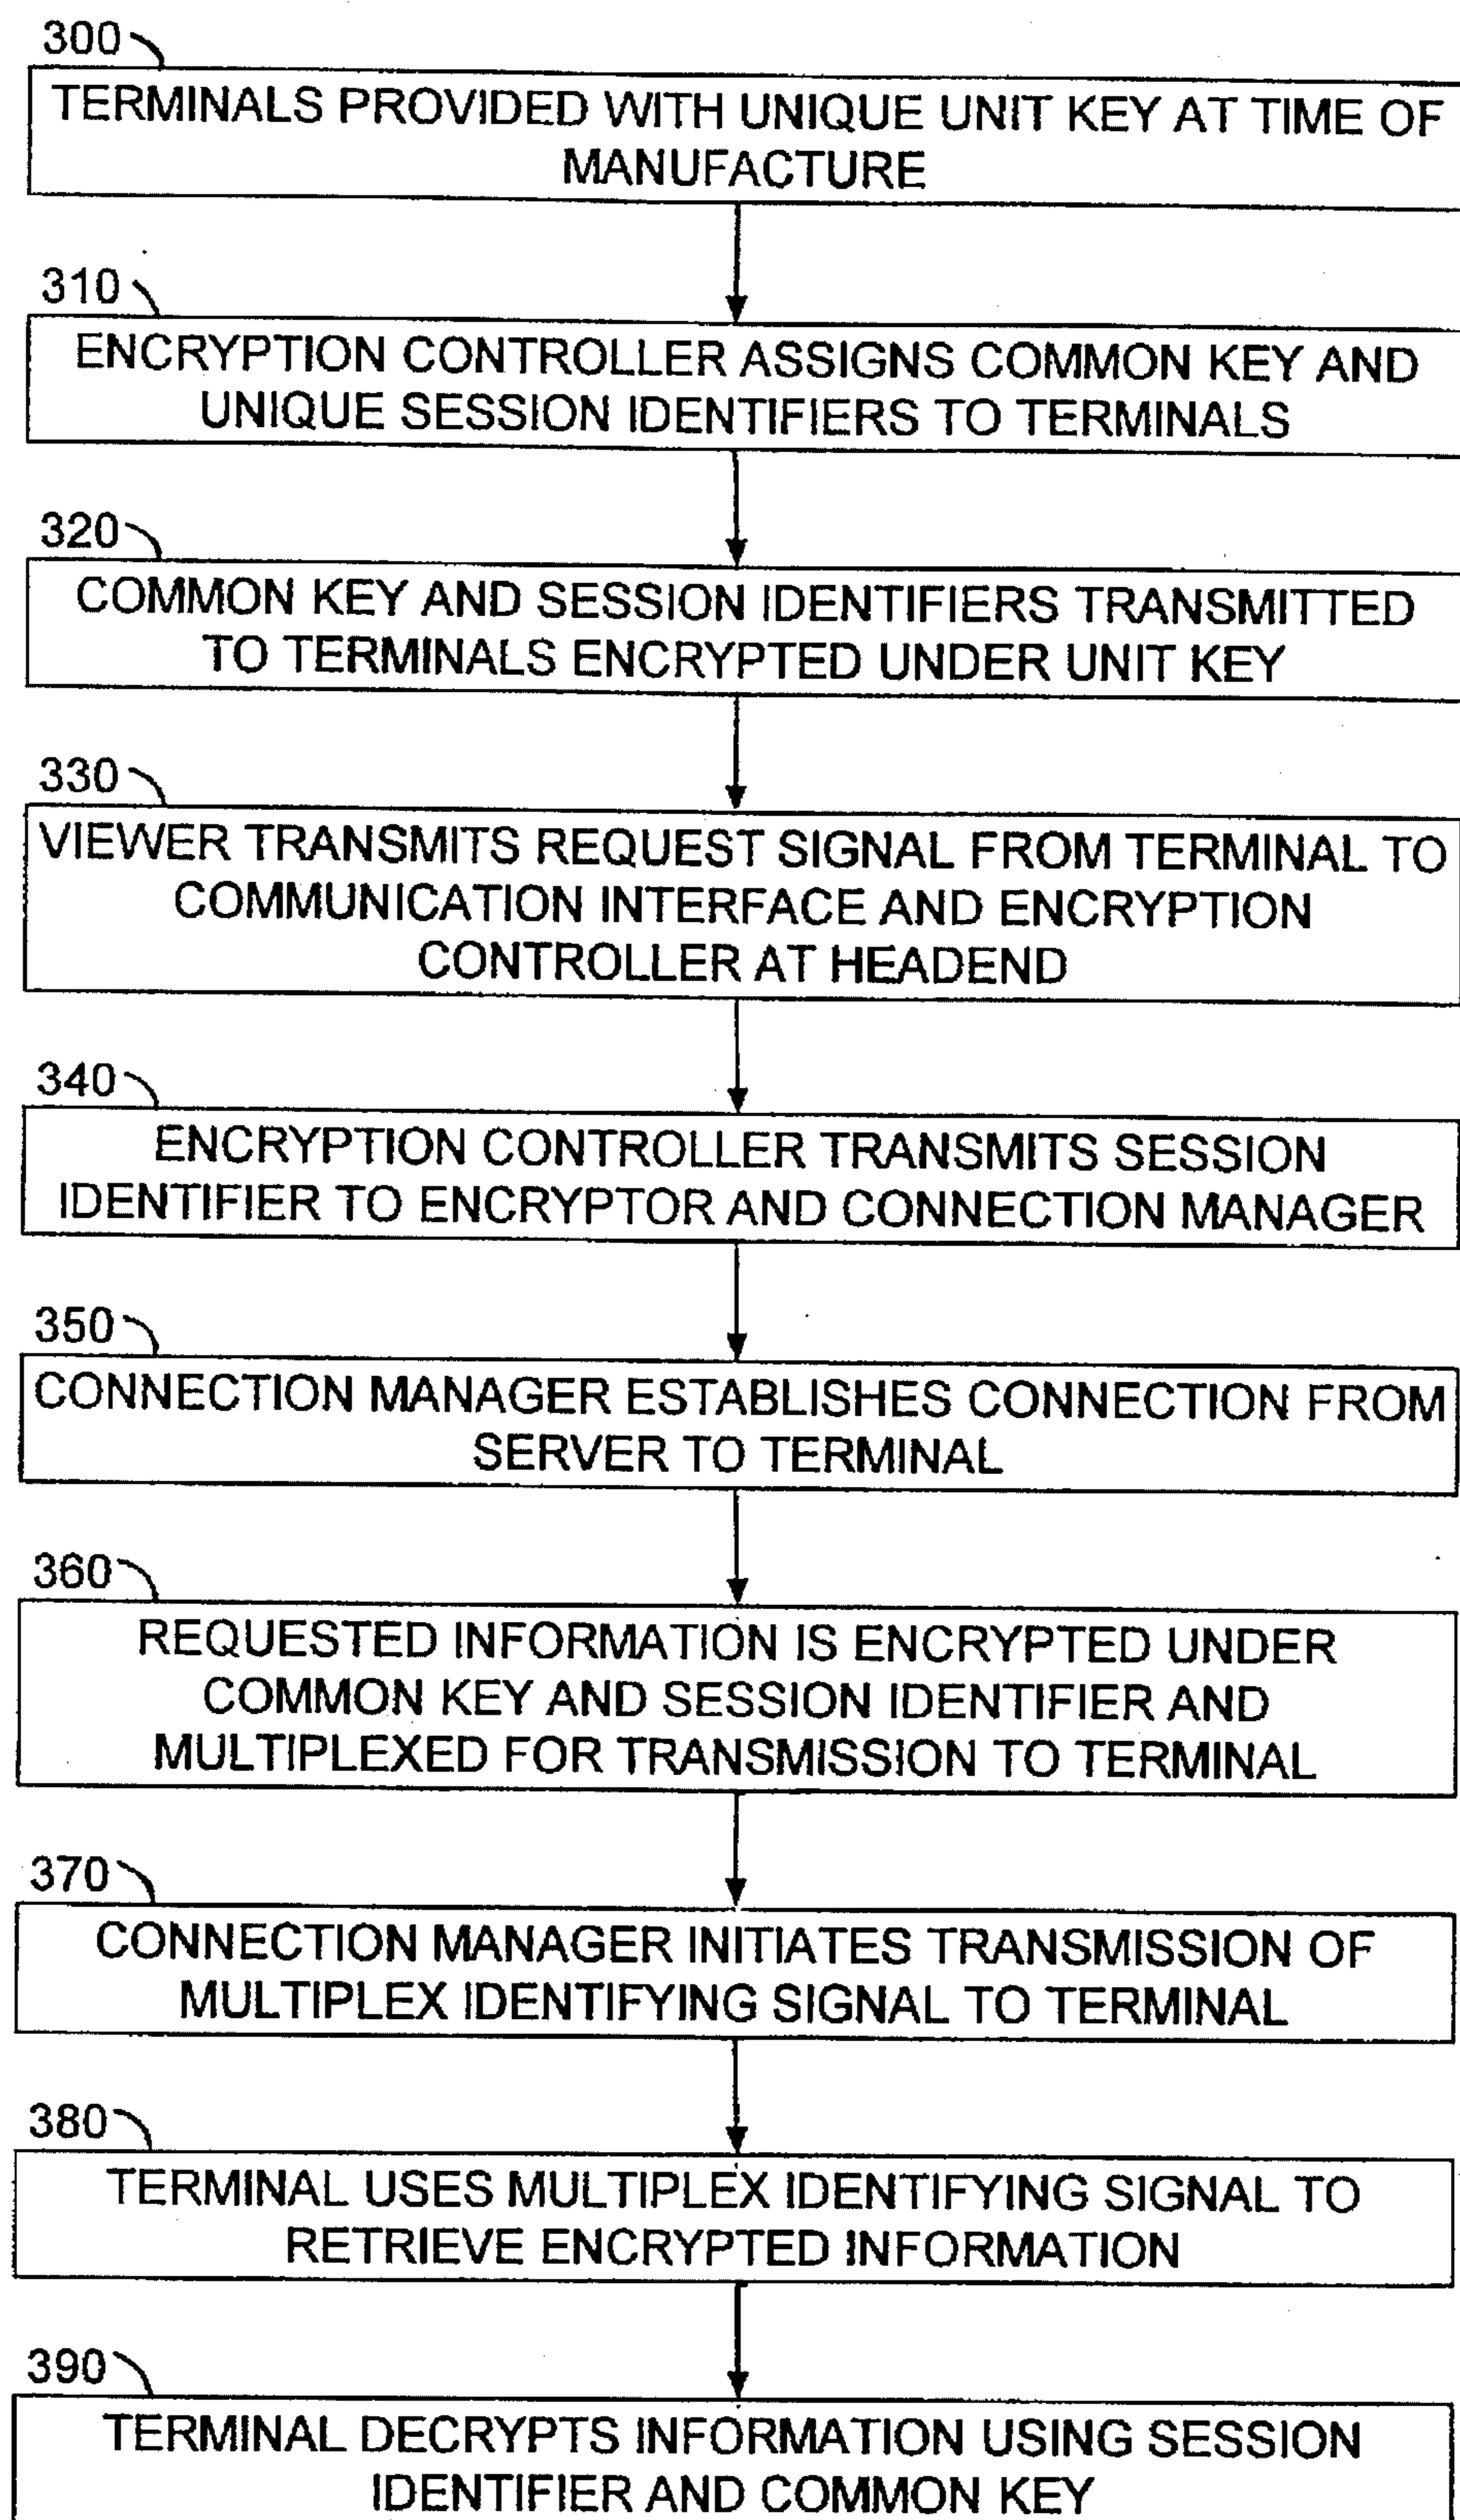 300
TERMINALS PROVIDED WITH UNIQUE UNIT KEY AT TIME OF
MANUFACTURE
310
ENCRYPTION CONTROLLER ASSIGNS COMMON KEY AND
UNIQUE SESSION IDENTIFIERS TO TERMINALS
320
COMMON KEY AND SESSION IDENTIFIERS TRANSMITTED
TO TERMINALS ENCRYPTED UNDER UNIT KEY
330
VIEWER TRANSMITS REQUEST SIGNAL FROM TERMINAL TO
COMMUNICATION INTERFACE AND ENCRYPTION
CONTROLLER AT HEADEND
340
ENCRYPTION CONTROLLER TRANSMITS SESSION
IDENTIFIER TO ENCRYPTOR AND CONNECTION MANAGER
350
CONNECTION MANAGER ESTABLISHES CONNECTION FROM
SERVER TO TERMINAL
360
REQUESTED INFORMATION IS ENCRYPTED UNDER
COMMON KEY AND SESSION IDENTIFIER AND
MULTIPLEXED FOR TRANSMISSION TO TERMINAL
370
CONNECTION MANAGER INITIATES TRANSMISSION OF
MULTIPLEX IDENTIFYING SIGNAL TO TERMINAL
380
TERMINAL USES MULTIPLEX IDENTIFYING SIGNAL TO
RETRIEVE ENCRYPTED INFORMATION
390
TERMINAL DECRYPTS INFORMATION USING SESSION
IDENTIFIER AND COMMON KEY